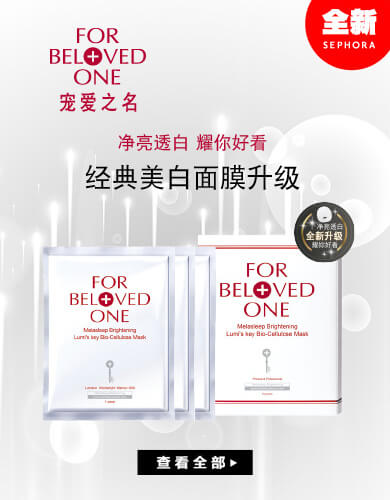 全新
SEPHORA
FOR
BELOVED
ONE
宠爱之名
净亮透白 耀你好看
经典美白面膜升级
净亮透白
全新升级
耀你好看
FOR
BELOVED
ONE
Melasleep Brightening
Lumi's key Bio-Cellulose Mask
FOR
BELOVED
ONE
Melasleep Brightening
Lumi's key Bio-Cellulose Mask
查看全部